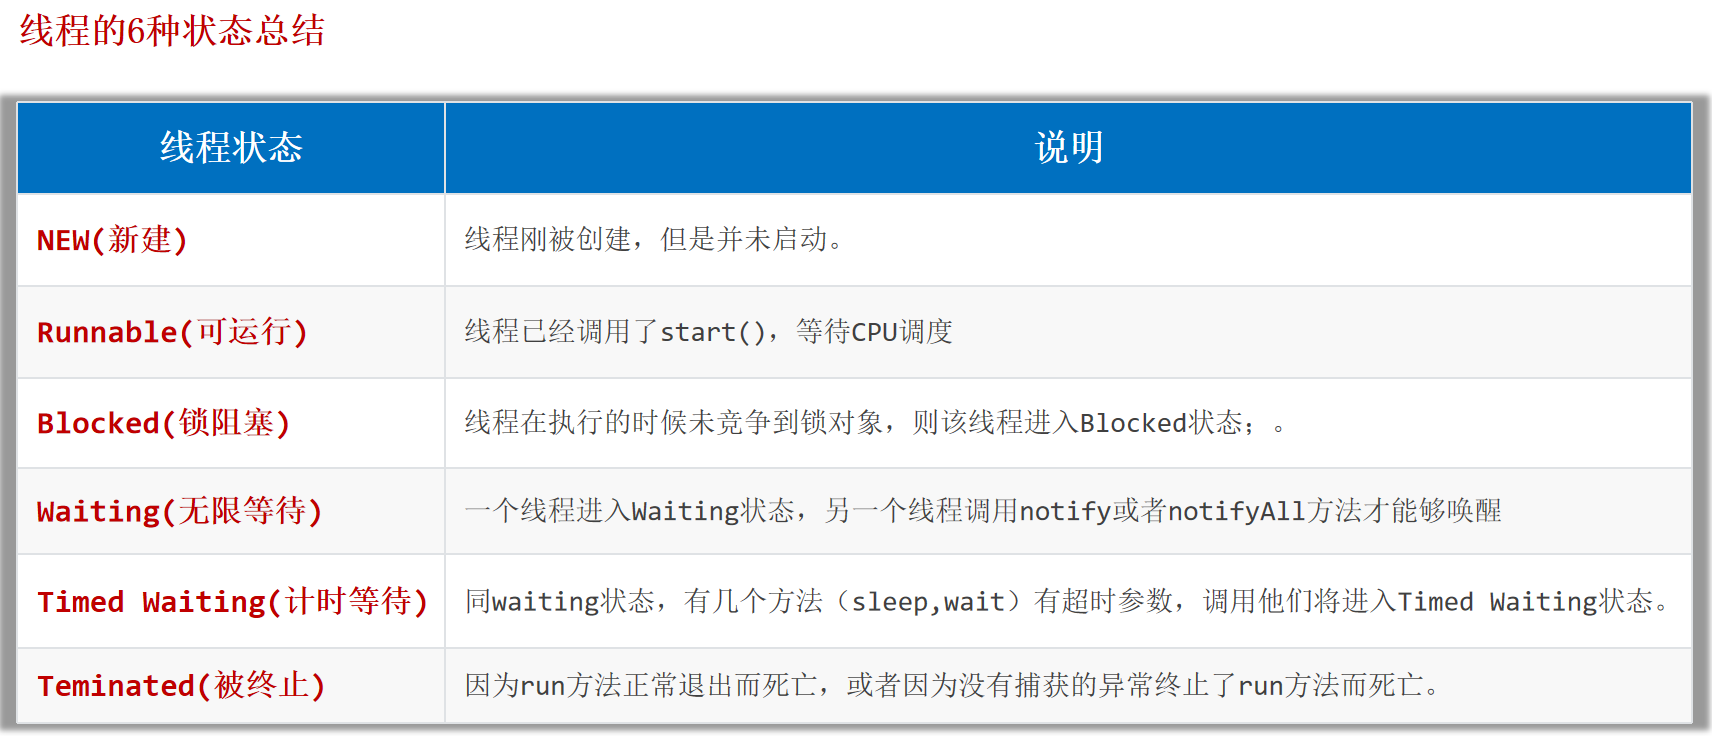 线程的6种状态总结
线程状态 说明
NEW(新建) 线程刚被创建，但是并未启动。
Runnable(可运行) 线程已经调用了start()，等待CPU调度
Blocked(锁阻塞) 线程在执行的时候未竞争到锁对象，则该线程进入Blocked状态；。
Waiting(无限等待) 一个线程进入Waiting状态，另一个线程调用notify或者notifyAll方法才能够唤醒
Timed Waiting(计时等待) 同waiting状态，有几个方法（sleep,wait）有超时参数，调用他们将进入Timed Waiting状态。
Teminated(被终止) 因为run方法正常退出而死亡，或者因为没有捕获的异常终止了run方法而死亡。